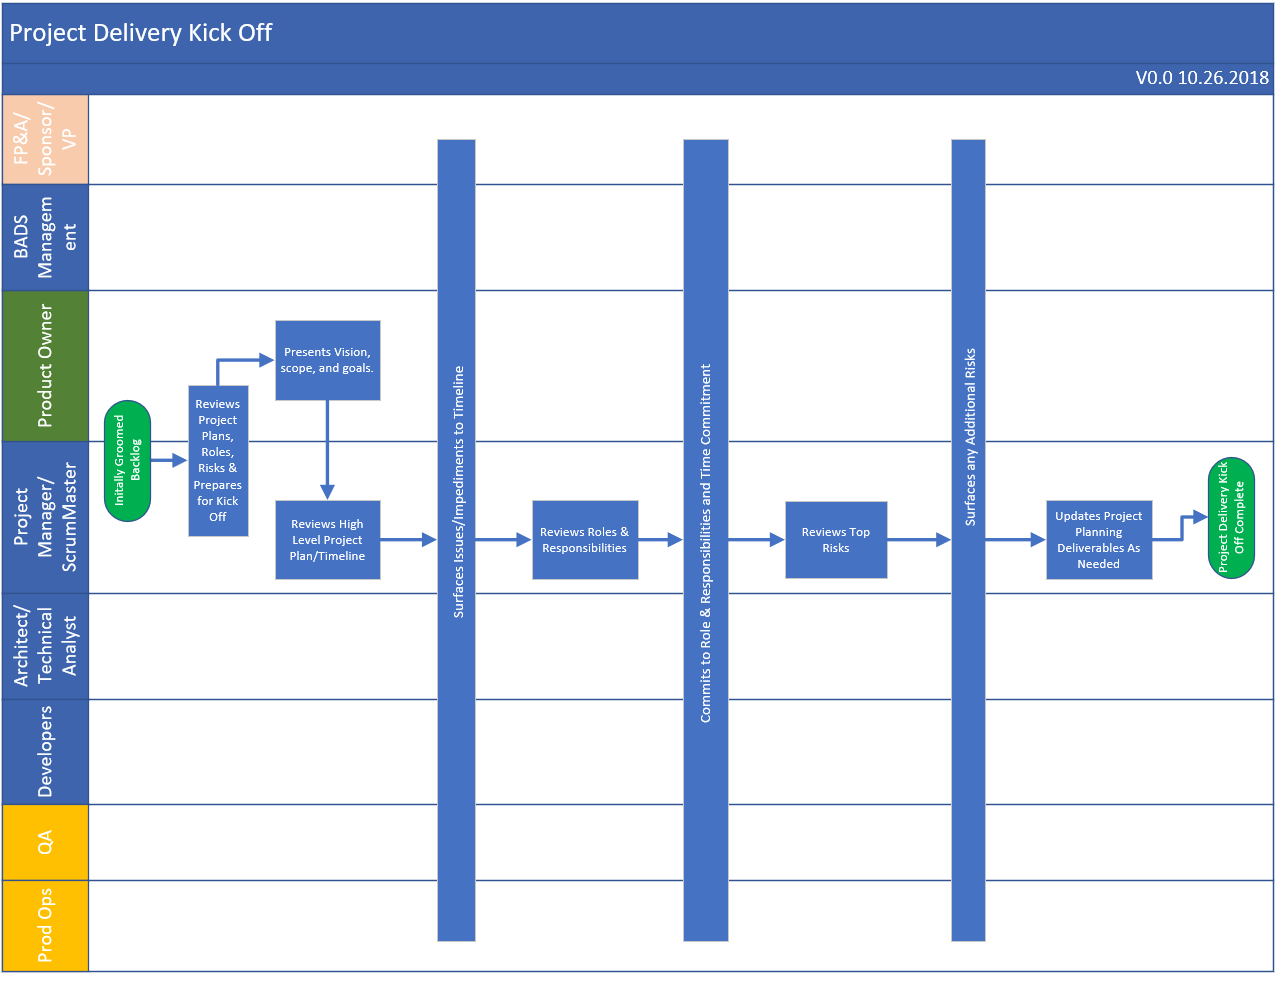 Project Delivery Kick Off
V0.0 10.26.2018
FP&A/
Sponsor/
VP
BADS
Managem
ent
Product Owner
Project
Manager/
ScrumMaster
Architect/
Technical
Analyst
Developers
QA
Prod Ops
Initally Groomed
Backlog
Reviews
Project
Plans,
Roles,
Risks &
Prepares
for Kick
Off
Presents Vision,
scope, and goals.
Reviews High
Level Project
Plan/Timeline
Surfaces Issues/Impediments to Timeline
Reviews Roles &
Responsibilities
Commits to Role & Responsibilities and Time Commitment
Reviews Top
Risks
Surfaces any Additional Risks
Updates Project
Planning
Deliverables As
Needed
Project Delivery Kick
Off Complete